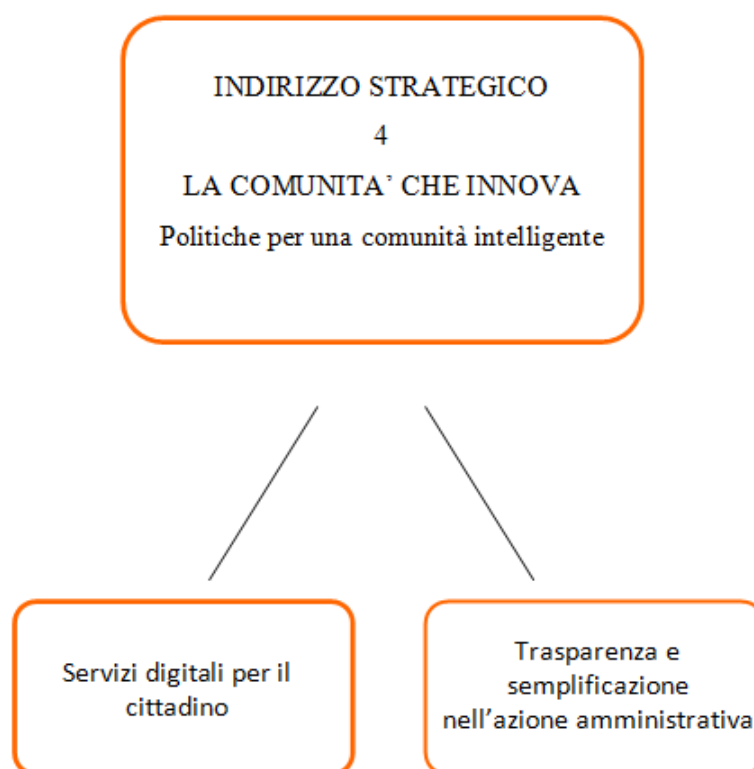 INDIRIZZO STRATEGICO
4
LA COMUNITA’ CHE INNOVA
Politiche per una comunità intelligente
Servizi digitali per il
cittadino
Trasparenza e
semplificazione
nell’azione amministrativa